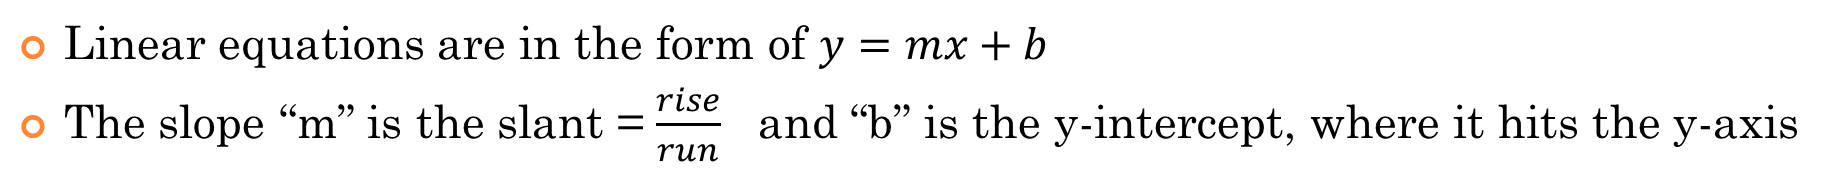 Linear equations are in the form of y = mx + b
The slope “m” is the slant = rise/run and “b” is the y-intercept, where it hits the y-axis